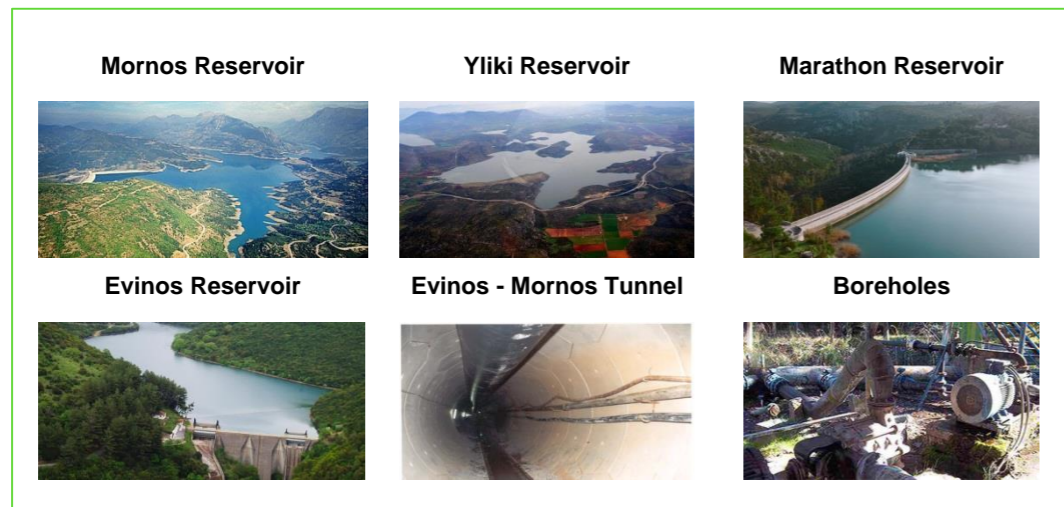 Mornos Reservoir
Yliki Reservoir
Marathon Reservoir
Evinos Reservoir
Evinos - Mornos Tunnel
Boreholes